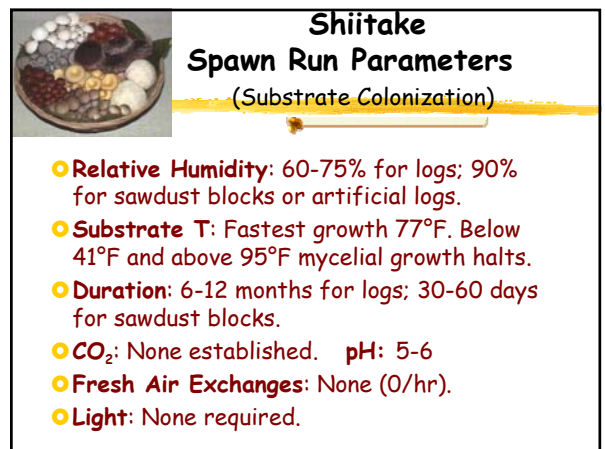 Shiitake
Spawn Run Parameters
(Substrate Colonization)
Relative Humidity: 60-75% for logs; 90%
for sawdust blocks or artificial logs.
Substrate T: Fastest growth 77°F. Below
41°F and above 95°F mycelial growth halts.
Duration: 6-12 months for logs; 30-60 days
for sawdust blocks.
CO₂: None established. pH: 5-6
Fresh Air Exchanges: None (0/hr).
Light: None required.